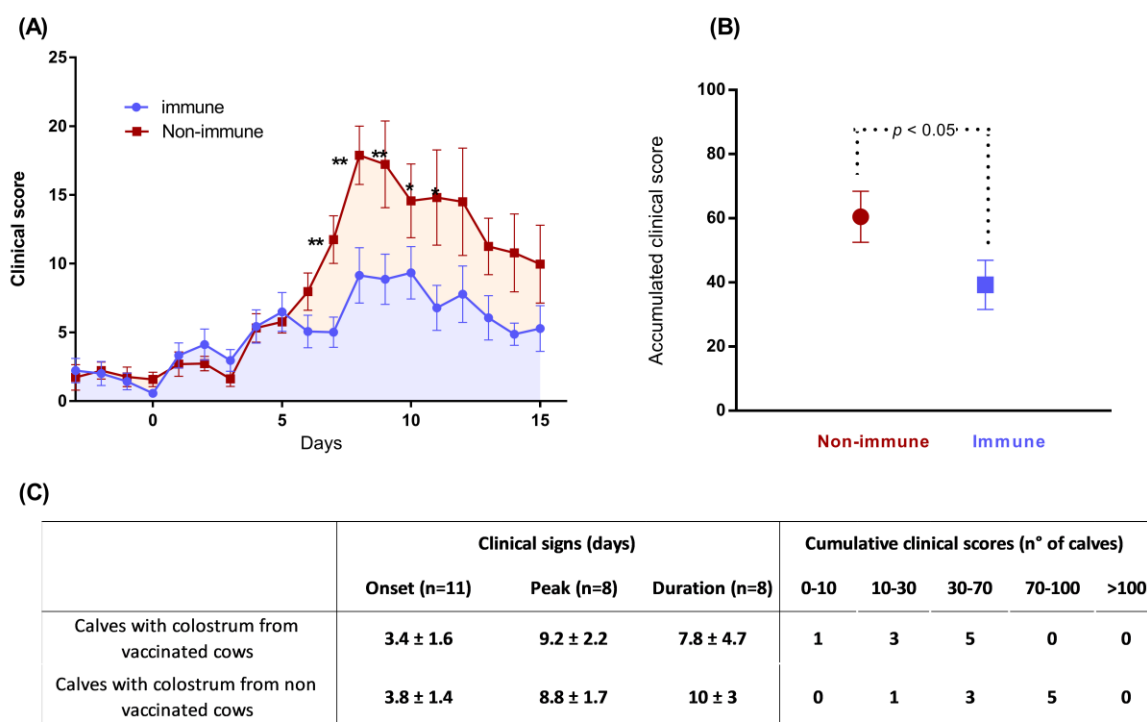 (A)
25
20
15
10
5
0
Clinical score
immune
Non-immune
**
**
**
*
*
0
5
10
15
Days
(B)
100
80
60
40
20
0
Accumulated clinical score
p < 0.05
Non-immune Immune
(C)
Clinical signs (days) Cumulative clinical scores (n° of calves)
Onset (n=11) Peak (n=8) Duration (n=8) 0-10 10-30 30-70 70-100 >100
Calves with colostrum from
vaccinated cows
3.4 ± 1.6 9.2 ± 2.2 7.8 ± 4.7 1 3 5 0 0
Calves with colostrum from non
vaccinated cows
3.8 ± 1.4 8.8 ± 1.7 10 ± 3 0 1 3 5 0